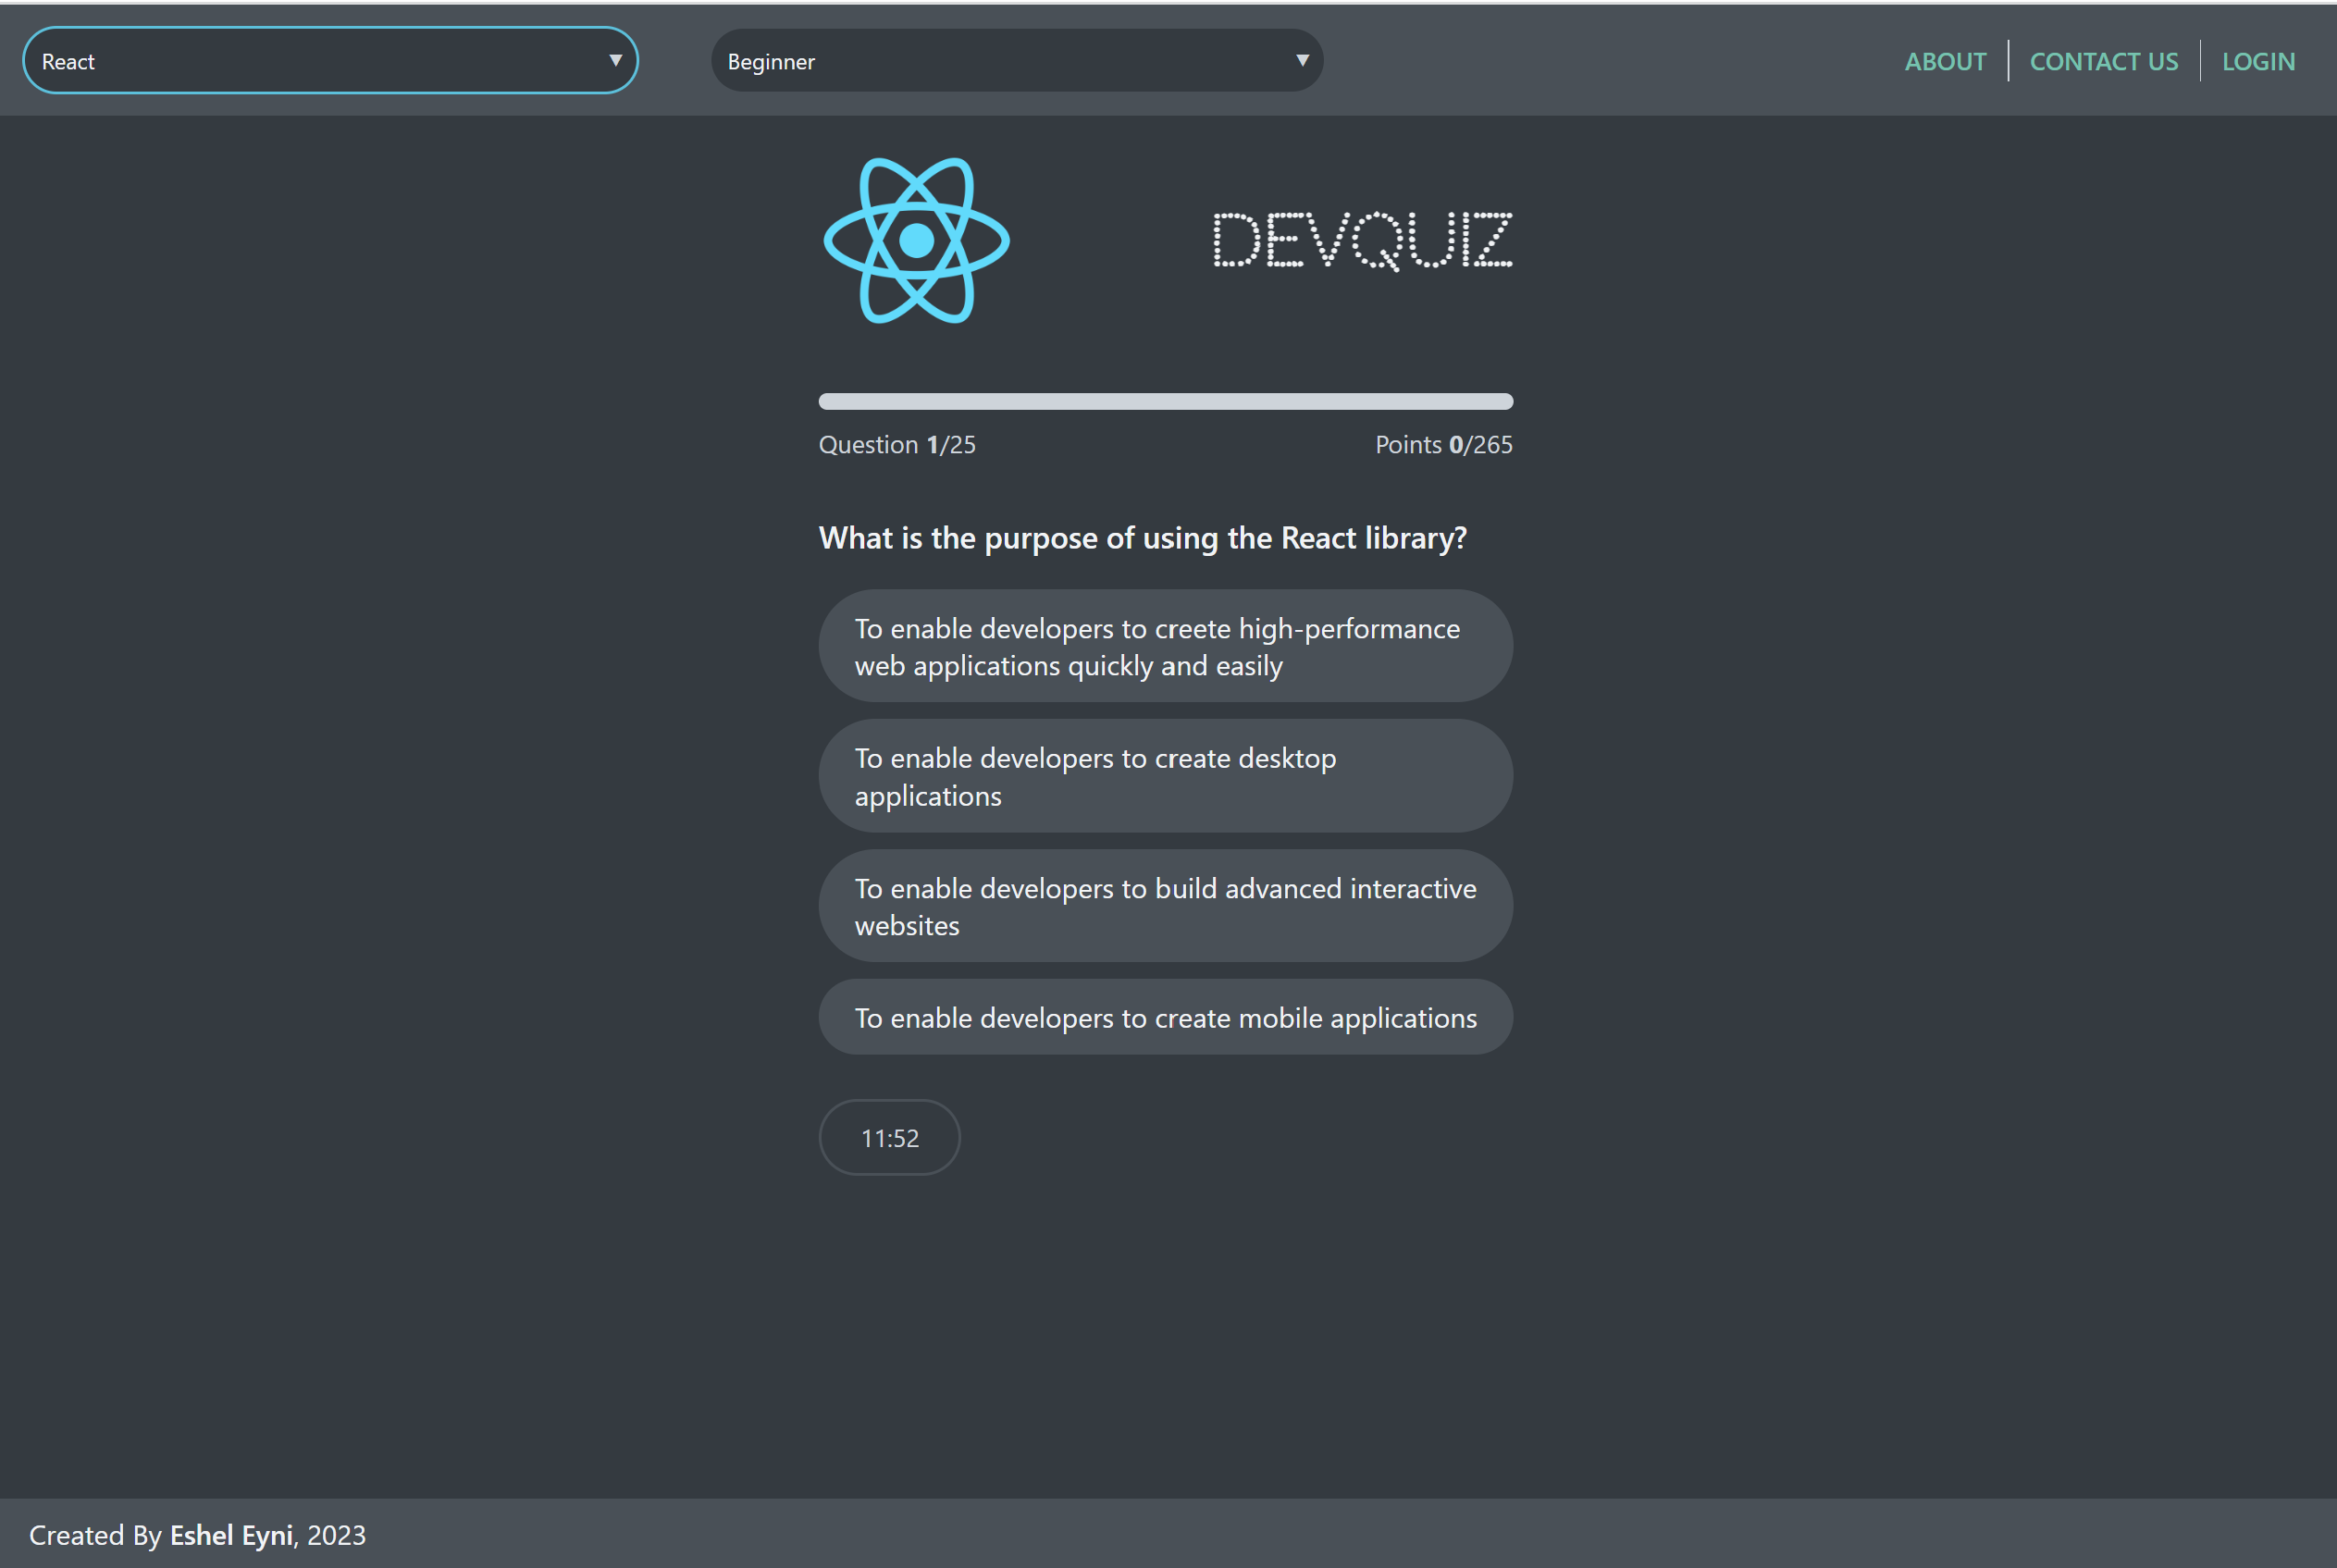 React
Beginner
ABOUT
CONTACT US
LOGIN
DEVQUIZ
Question 1/25
Points 0/265
What is the purpose of using the React library?
To enable developers to creete high-performance
web applications quickly and easily
To enable developers to create desktop
applications
To enable developers to build advanced interactive
websites
To enable developers to create mobile applications
11:52
Created By Eshel Eyni, 2023